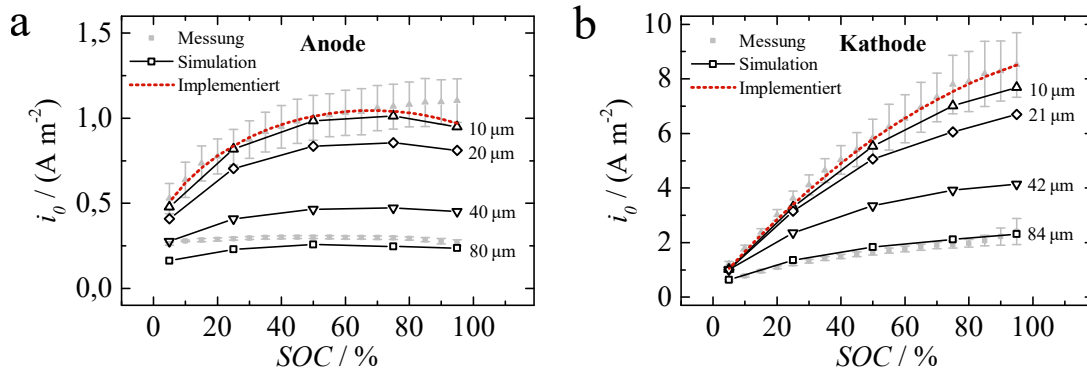 a
Anode
Messung
Simulation
Implementiert
1,5
1,0
0,5
0,0
i0 / (A m-2)
10 µm
20 µm
40 µm
80 µm
0 20 40 60 80 100
SOC / %
b
Kathode
Messung
Simulation
Implementiert
10
8
6
4
2
0
i0 / (A m-2)
10 µm
21 µm
42 µm
84 µm
0 20 40 60 80 100
SOC / %